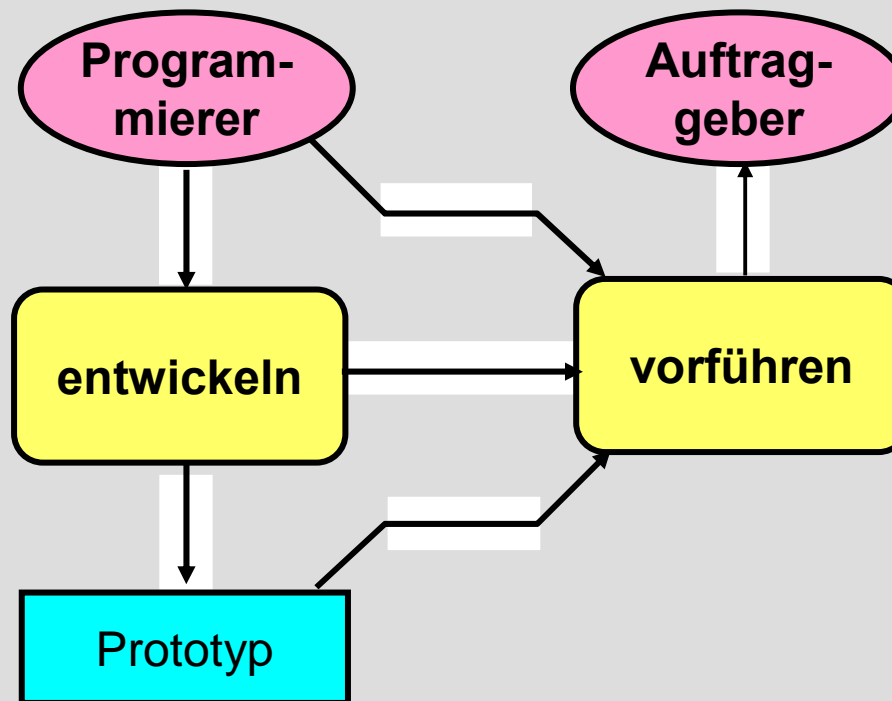 Program-
mierer
Auftrag-
geber
entwickeln
vorführen
Prototyp